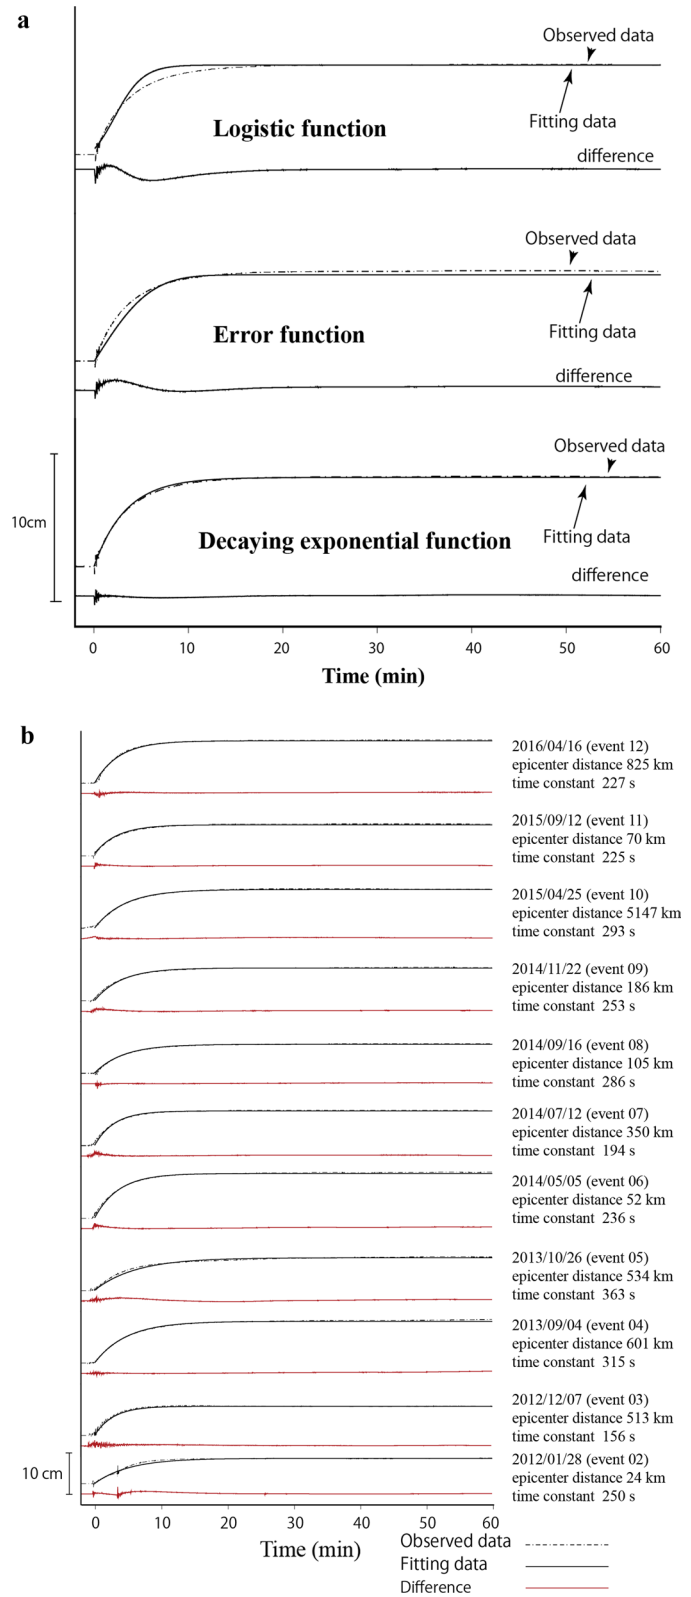 a
Observed data
Fitting data
Logistic function
difference
Observed data
Fitting data
Error function
difference
Observed data
10cm
Fitting data
Decaying exponential function
difference
0 10 20 30 40 50 60
Time (min)
b
2016/04/16 (event 12)
epicenter distance 825 km
time constant 227 s
2015/09/12 (event 11)
epicenter distance 70 km
time constant 225 s
2015/04/25 (event 10)
epicenter distance 5147 km
time constant 293 s
2014/11/22 (event 09)
epicenter distance 186 km
time constant 253 s
2014/09/16 (event 08)
epicenter distance 105 km
time constant 286 s
2014/07/12 (event 07)
epicenter distance 350 km
time constant 194 s
2014/05/05 (event 06)
epicenter distance 52 km
time constant 236 s
2013/10/26 (event 05)
epicenter distance 534 km
time constant 363 s
2013/09/04 (event 04)
epicenter distance 601 km
time constant 315 s
2012/12/07 (event 03)
epicenter distance 513 km
time constant 156 s
2012/01/28 (event 02)
epicenter distance 24 km
time constant 250 s
10 cm
0 10 20 30 40 50 60
Time (min)
Observed data
Fitting data
Difference